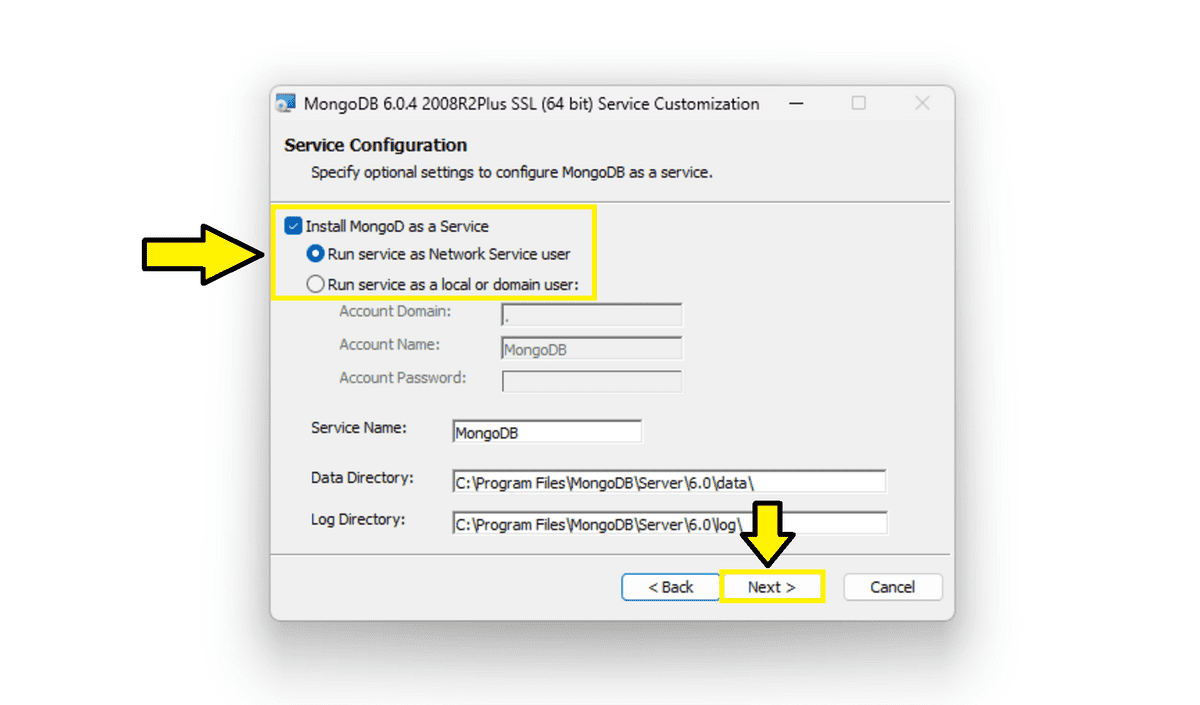 MongoDB 6.0.4 2008R2Plus SSL (64 bit) Service Customization
Service Configuration
Specify optional settings to configure MongoDB as a service.
Install MongoD as a Service
Run service as Network Service user
Run service as a local or domain user:
Account Domain: .
Account Name: MongoDB
Account Password:
Service Name: MongoDB
Data Directory: C:\Program Files\MongoDB\Server\6.0\data\
Log Directory: C:\Program Files\MongoDB\Server\6.0\log\
< Back Next > Cancel